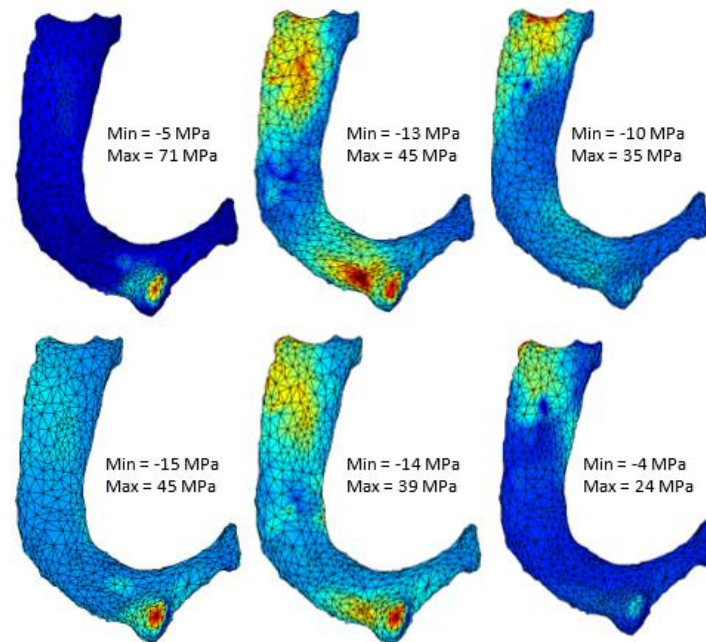 Min = -5 MPa
Max = 71 MPa
Min = -13 MPa
Max = 45 MPa
Min = -10 MPa
Max = 35 MPa
Min = -15 MPa
Max = 45 MPa
Min = -14 MPa
Max = 39 MPa
Min = -4 MPa
Max = 24 MPa